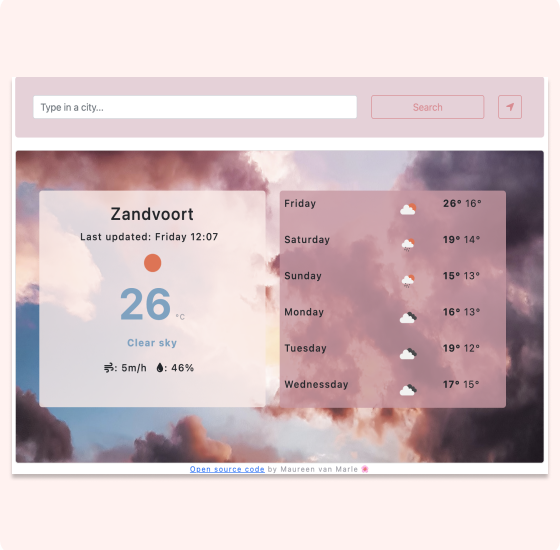 Type in a city...
Search
Zandvoort
Last updated: Friday 12:07
26 °C
Clear sky
: 5m/h : 46%
Friday 26° 16°
Saturday 19° 14°
Sunday 15° 13°
Monday 16° 13°
Tuesday 19° 12°
Wednessday 17° 15°
Open source code by Maureen van Marle 🌸